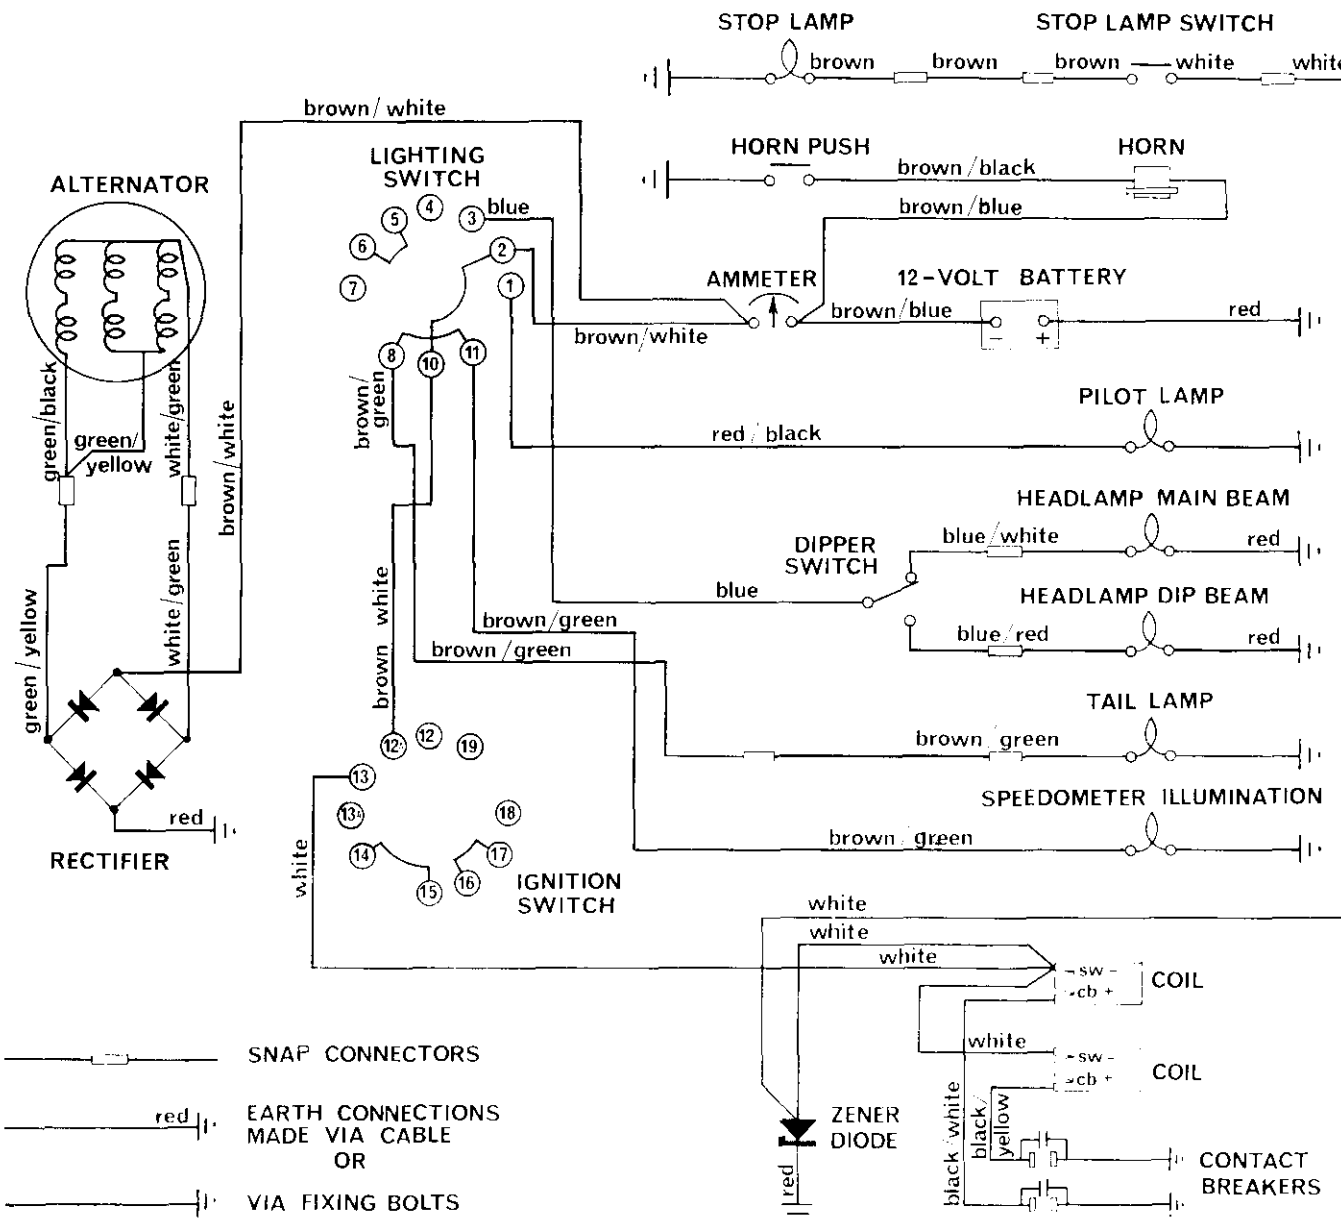 STOP LAMP
STOP LAMP SWITCH
brown
brown
brown
white
white
brown/white
HORN PUSH
HORN
brown/black
brown/blue
LIGHTING
SWITCH
ALTERNATOR
4
5
3
blue
6
2
7
1
AMMETER
12-VOLT BATTERY
brown/blue
- +
red
brown/white
8
10
11
green/black
green/
yellow
white/green
brown/white
brown/
green
PILOT LAMP
red/black
HEADLAMP MAIN BEAM
blue/white
red
DIPPER
SWITCH
blue
HEADLAMP DIP BEAM
blue/red
red
green/yellow
white/green
brown white
brown/green
brown/green
TAIL LAMP
brown/green
12
12
19
13
13
18
14
17
15
16
SPEEDOMETER ILLUMINATION
brown/green
red
RECTIFIER
white
IGNITION
SWITCH
white
white
white
-sw-
cb +
COIL
white
-sw-
cb +
COIL
SNAP CONNECTORS
red
EARTH CONNECTIONS
MADE VIA CABLE
OR
VIA FIXING BOLTS
ZENER
DIODE
red
black/white
black/
yellow
CONTACT
BREAKERS